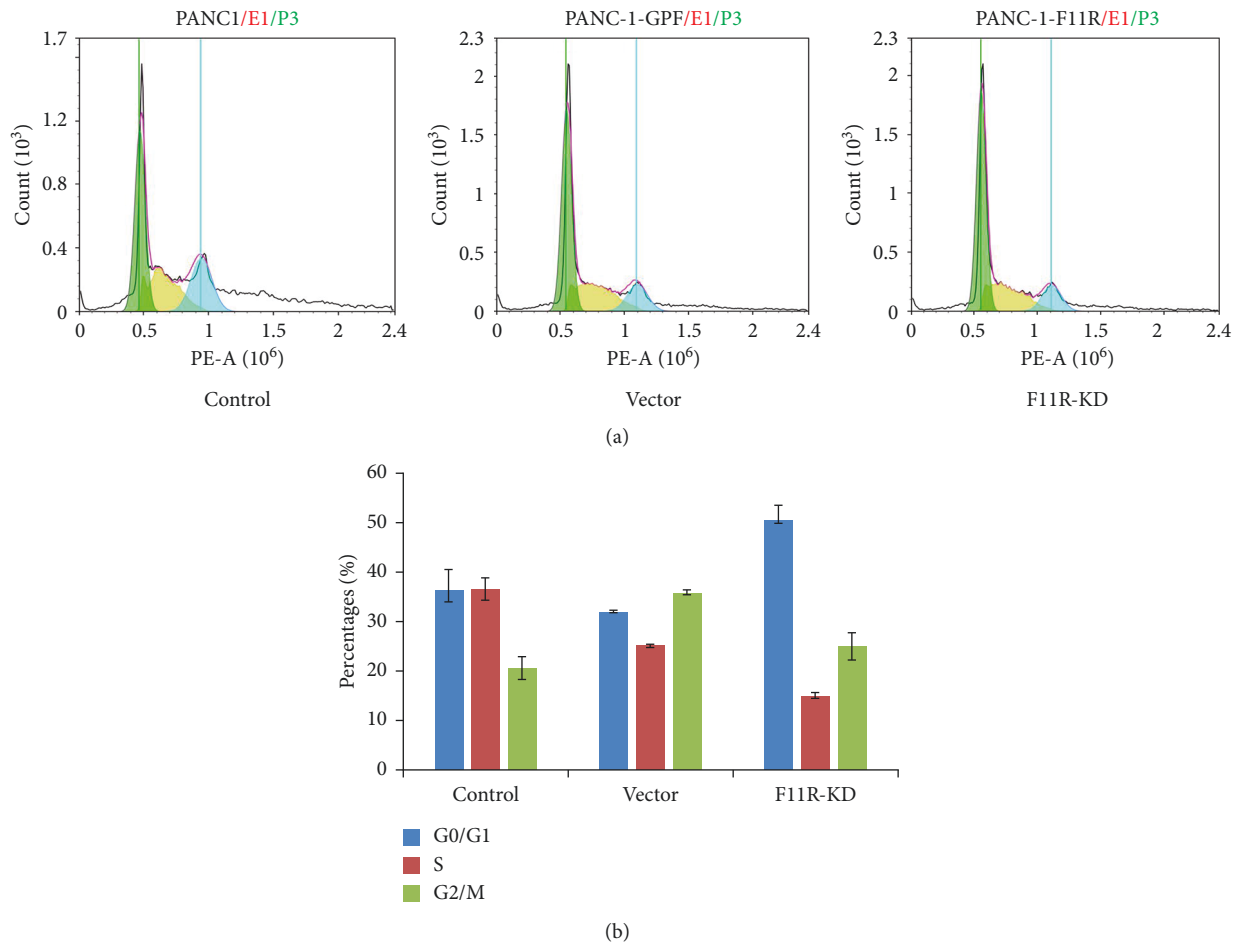 PANC1/E1/P3
PANC-1-GPF/E1/P3
PANC-1-F11R/E1/P3
1.7
1.2
0.8
0.4
0
Count (10³)
0
0.5
1
1.5
2
2.4
PE-A (10⁶)
Control
2.3
2
1.5
1
0.5
0
Count (10³)
0
0.5
1
1.5
2
2.4
PE-A (10⁶)
Vector
2.3
2
1.5
1
0.5
0
Count (10³)
0
0.5
1
1.5
2
2.4
PE-A (10⁶)
F11R-KD
(a)
60
50
40
30
20
10
0
Percentages (%)
Control
Vector
F11R-KD
G0/G1
S
G2/M
(b)